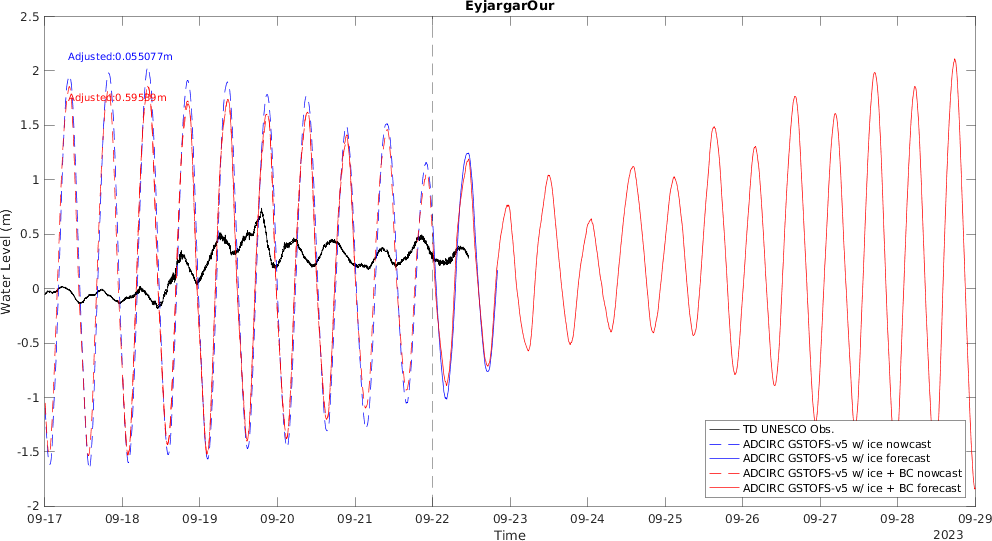 EyjargarOur
Adjusted:0.055077m
Adjusted:0.59599m
Water Level (m)
2.5
2
1.5
1
0.5
0
-0.5
-1
-1.5
-2
TD UNESCO Obs.
ADCIRC GSTOFS-v5 w/ ice nowcast
ADCIRC GSTOFS-v5 w/ ice forecast
ADCIRC GSTOFS-v5 w/ ice + BC nowcast
ADCIRC GSTOFS-v5 w/ ice + BC forecast
09-17 09-18 09-19 09-20 09-21 09-22 09-23 09-24 09-25 09-26 09-27 09-28 09-29
Time
2023